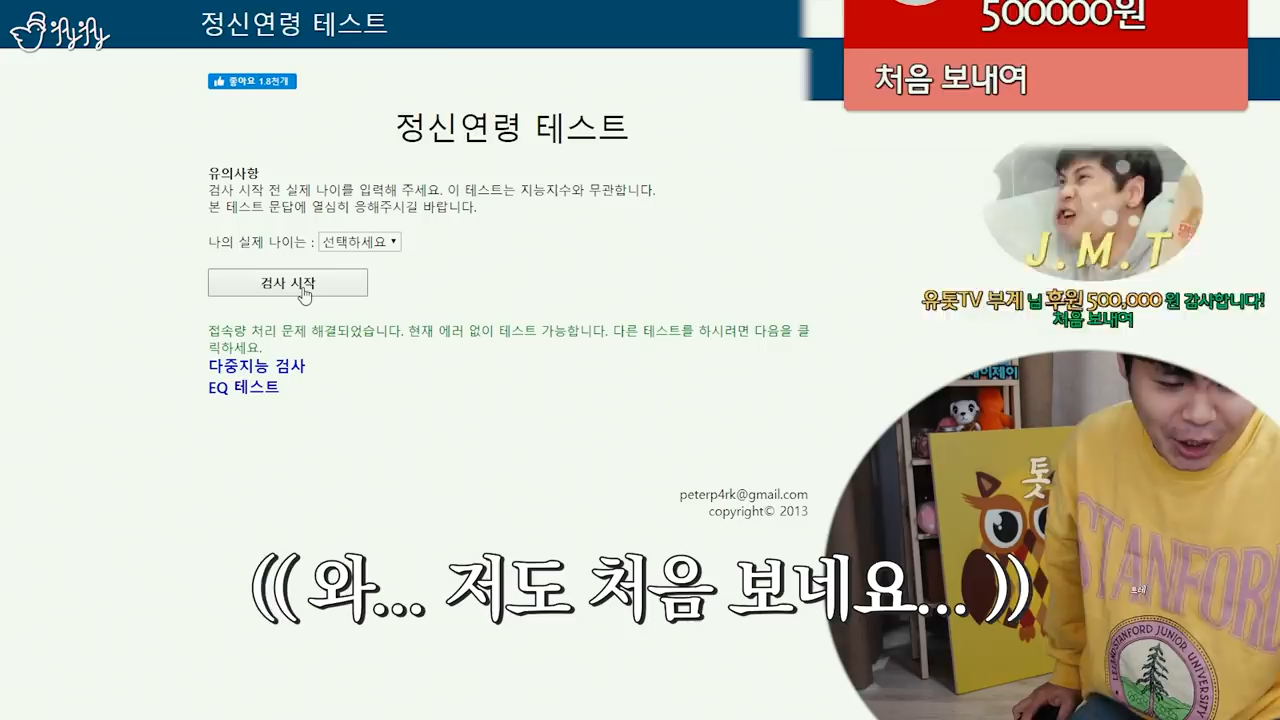 정신연령 테스트
500000원
처음 보내여
좋아요 1.8천개
정신연령 테스트
유의사항
검사 시작 전 실제 나이를 입력해 주세요. 이 테스트는 지능지수와 무관합니다.
본 테스트 문답에 열심히 응해주시길 바랍니다.
나의 실제 나이는 : 선택하세요
검사 시작
J.M.T
유튯TV 부계 님 후원 500,000 원 감사합니다!
처음 보내여
접속량 처리 문제 해결되었습니다. 현재 에러 없이 테스트 가능합니다. 다른 테스트를 하시려면 다음을 클
릭하세요.
다중지능 검사
EQ 테스트
peterp4rk@gmail.com
copyright© 2013
((와... 저도 처음 보네요...))
STANFORD
LELAND STANFORD JUNIOR UNIVERSITY